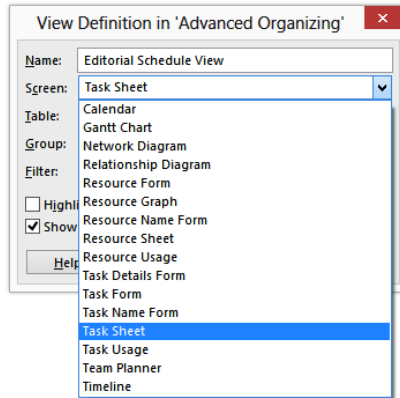 View Definition in 'Advanced Organizing'
Name: Editorial Schedule View
Screen: Task Sheet
Table:
Group:
Filter:
Highli
Show
Help
Calendar
Gantt Chart
Network Diagram
Relationship Diagram
Resource Form
Resource Graph
Resource Name Form
Resource Sheet
Resource Usage
Task Details Form
Task Form
Task Name Form
Task Sheet
Task Usage
Team Planner
Timeline